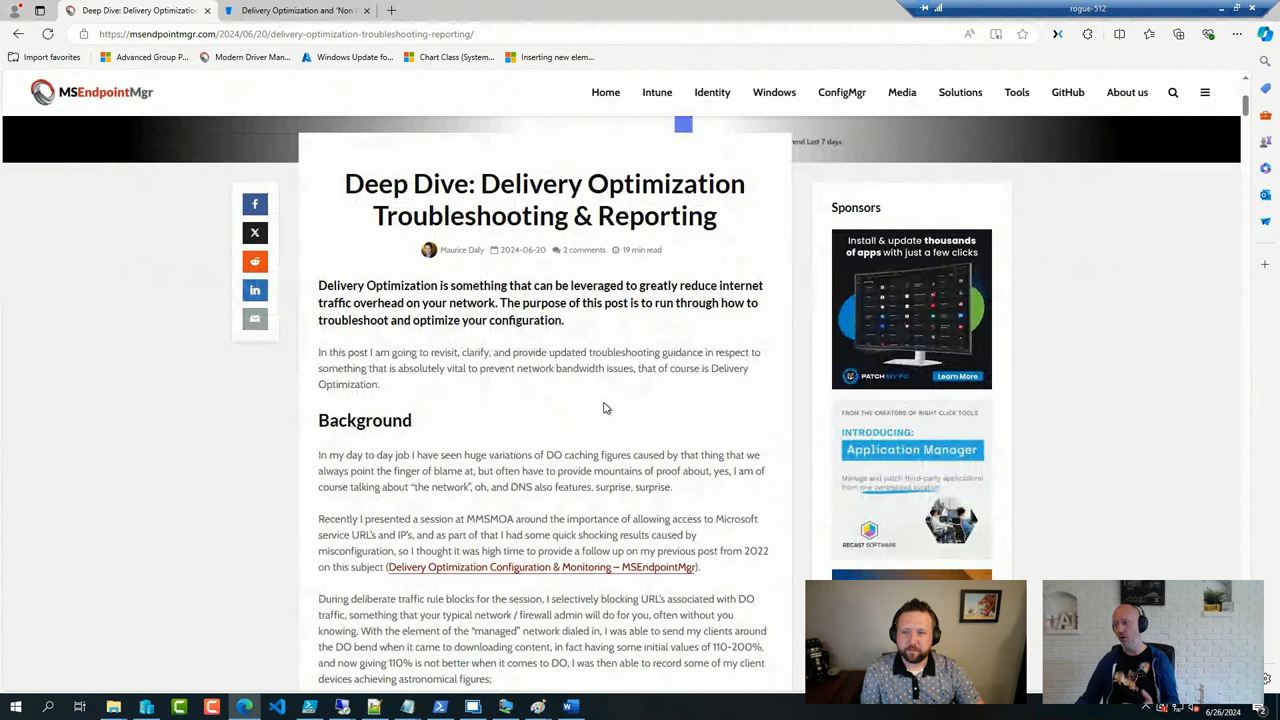 Deep Dive: Delivery Optimization
Delivery Optimization and 'Non
rogue-512
https://msendpointmgr.com/2024/06/20/delivery-optimization-troubleshooting-reporting/
Import favorites
Advanced Group P...
Modern Driver Man...
Windows Update fo...
Chart Class (System...
Inserting new elem...
MSEndpointMgr
Home
Intune
Identity
Windows
ConfigMgr
Media
Solutions
Tools
GitHub
About us
end Last 7 days
Deep Dive: Delivery Optimization
Troubleshooting & Reporting
Maurice Daly 2024-06-20 2 comments 19 min read
Delivery Optimization is something that can be leveraged to greatly reduce internet
traffic overhead on your network. The purpose of this post is to run through how to
troubleshoot and optimize your configuration.
In this post I am going to revisit, clarify, and provide updated troubleshooting guidance in respect to
something that is absolutely vital to prevent network bandwidth issues, that of course is Delivery
Optimization.
Background
In my day to day job I have seen huge variations of DO caching figures caused by that thing that we
always point the finger of blame at, but often have to provide mountains of proof about, yes, I am of
course talking about “the network”, oh, and DNS also features, surprise, surprise.
Recently I presented a session at MMSMOA around the importance of allowing access to Microsoft
service URL’s and IP’s, and as part of that I had some quick shocking results caused by
misconfiguration, so I thought it was high time to provide a follow up on my previous post from 2022
on this subject (Delivery Optimization Configuration & Monitoring – MSEndpointMgr).
During deliberate traffic rule blocks for the session, I selectively blocking URL’s associated with DO
traffic, something that your typical network / firewall admin will do for you, often without you
knowing. With the element of the “managed” network dialed in, I was able to send my clients around
the DO bend when it came to downloading content, in fact having some initial values of 110-200%,
and now giving 110% is not better when it comes to DO, I was then able to record some of my client
devices achieving astronomical figures;
Sponsors
Install & update thousands
of apps with just a few clicks
PATCH MY PC
Learn More
FROM THE CREATORS OF RIGHT CLICK TOOLS
INTRODUCING:
Application Manager
Manage and patch third-party applications
from one centralized location
RECAST SOFTWARE
6/26/2024